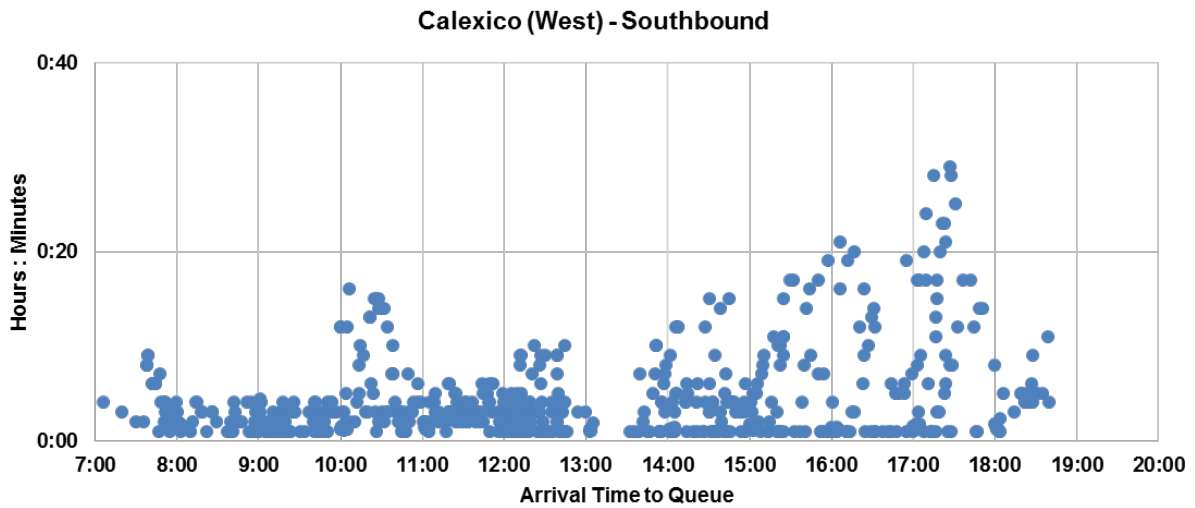 Calexico (West) - Southbound
0:40
0:20
0:00
Hours : Minutes
7:00 8:00 9:00 10:00 11:00 12:00 13:00 14:00 15:00 16:00 17:00 18:00 19:00 20:00
Arrival Time to Queue